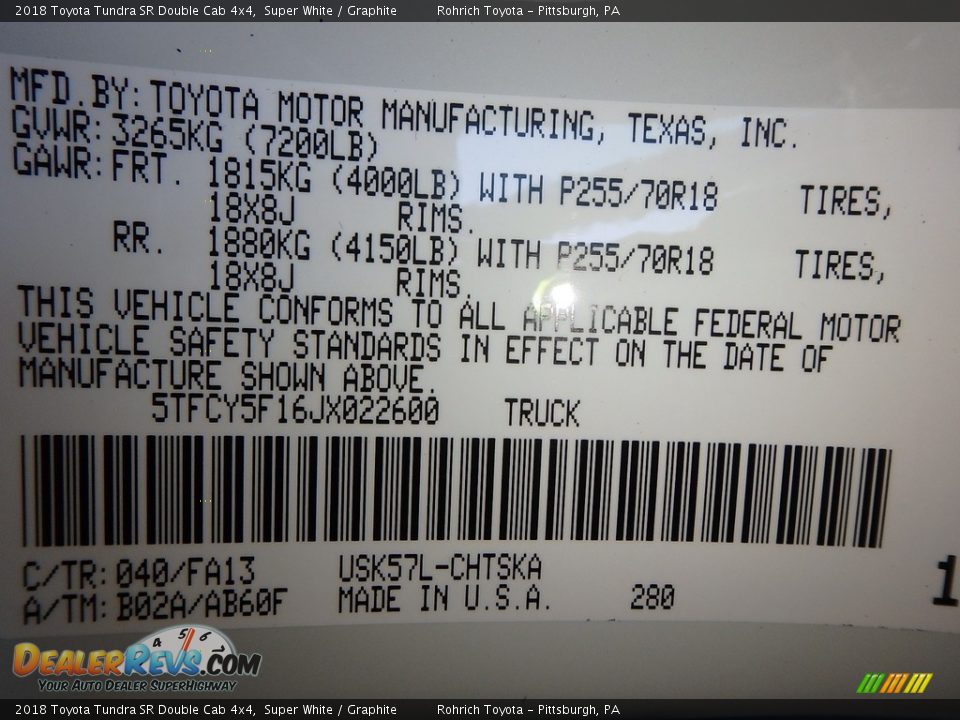 2018 Toyota Tundra SR Double Cab 4x4, Super White / Graphite Rohrich Toyota - Pittsburgh, PA
MFD.BY: TOYOTA MOTOR MANUFACTURING, TEXAS, INC.
GVWR: 3265KG (7200LB)
GAWR: FRT. 1815KG (4000LB) WITH P255/70R18 TIRES,
18X8J RIMS.
RR. 1880KG (4150LB) WITH P255/70R18 TIRES,
18X8J RIMS.
THIS VEHICLE CONFORMS TO ALL APPLICABLE FEDERAL MOTOR
VEHICLE SAFETY STANDARDS IN EFFECT ON THE DATE OF
MANUFACTURE SHOWN ABOVE.
5TFCY5F16JX022600 TRUCK
C/TR: 040/FA13 USK57L-CHTSKA
A/TM: B02A/AB60F MADE IN U.S.A. 280
1
4 5 6
DEALERREVS.COM
YOUR AUTO DEALER SUPERHIGHWAY
2018 Toyota Tundra SR Double Cab 4x4, Super White / Graphite Rohrich Toyota - Pittsburgh, PA